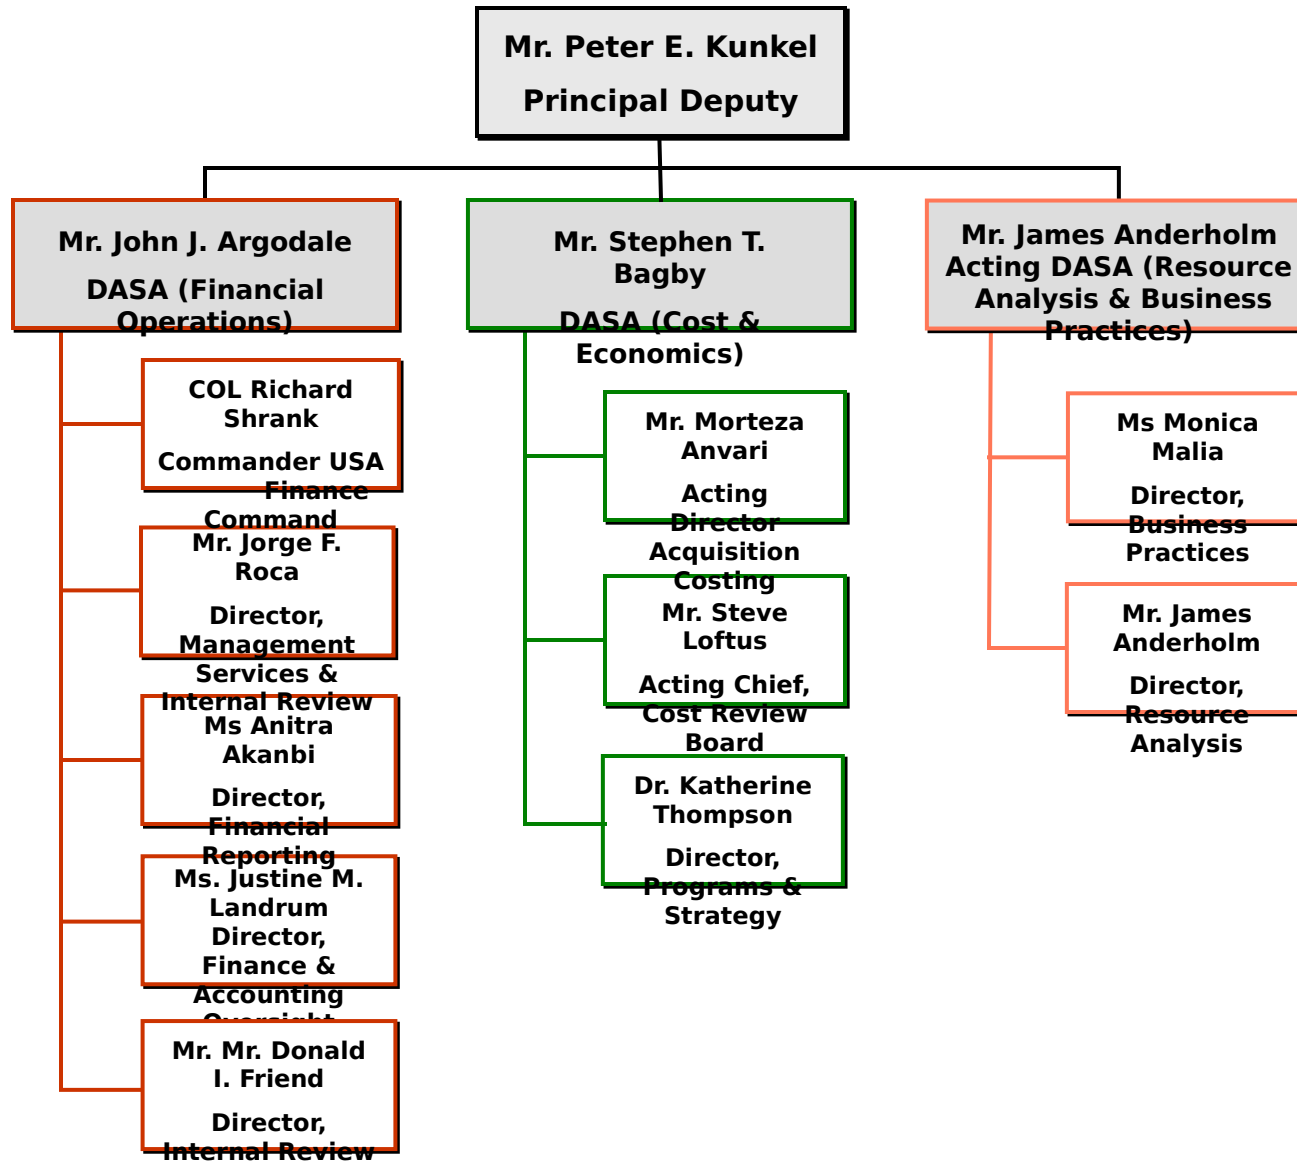 Mr. Peter E. Kunkel
Principal Deputy
Mr. John J. Argodale
DASA (Financial
Operations)
COL Richard
Shrank
Commander USA
Finance
Command
Mr. Jorge F.
Roca
Director,
Management
Services &
Internal Review
Ms Anitra
Akanbi
Director,
Financial
Reporting
Ms. Justine M.
Landrum
Director,
Finance &
Accounting
Oversight
Mr. Mr. Donald
I. Friend
Director,
Internal Review
Mr. Stephen T.
Bagby
DASA (Cost &
Economics)
Mr. Morteza
Anvari
Acting
Director
Acquisition
Costing
Mr. Steve
Loftus
Acting Chief,
Cost Review
Board
Dr. Katherine
Thompson
Director,
Programs &
Strategy
Mr. James Anderholm
Acting DASA (Resource
Analysis & Business
Practices)
Ms Monica
Malia
Director,
Business
Practices
Mr. James
Anderholm
Director,
Resource
Analysis